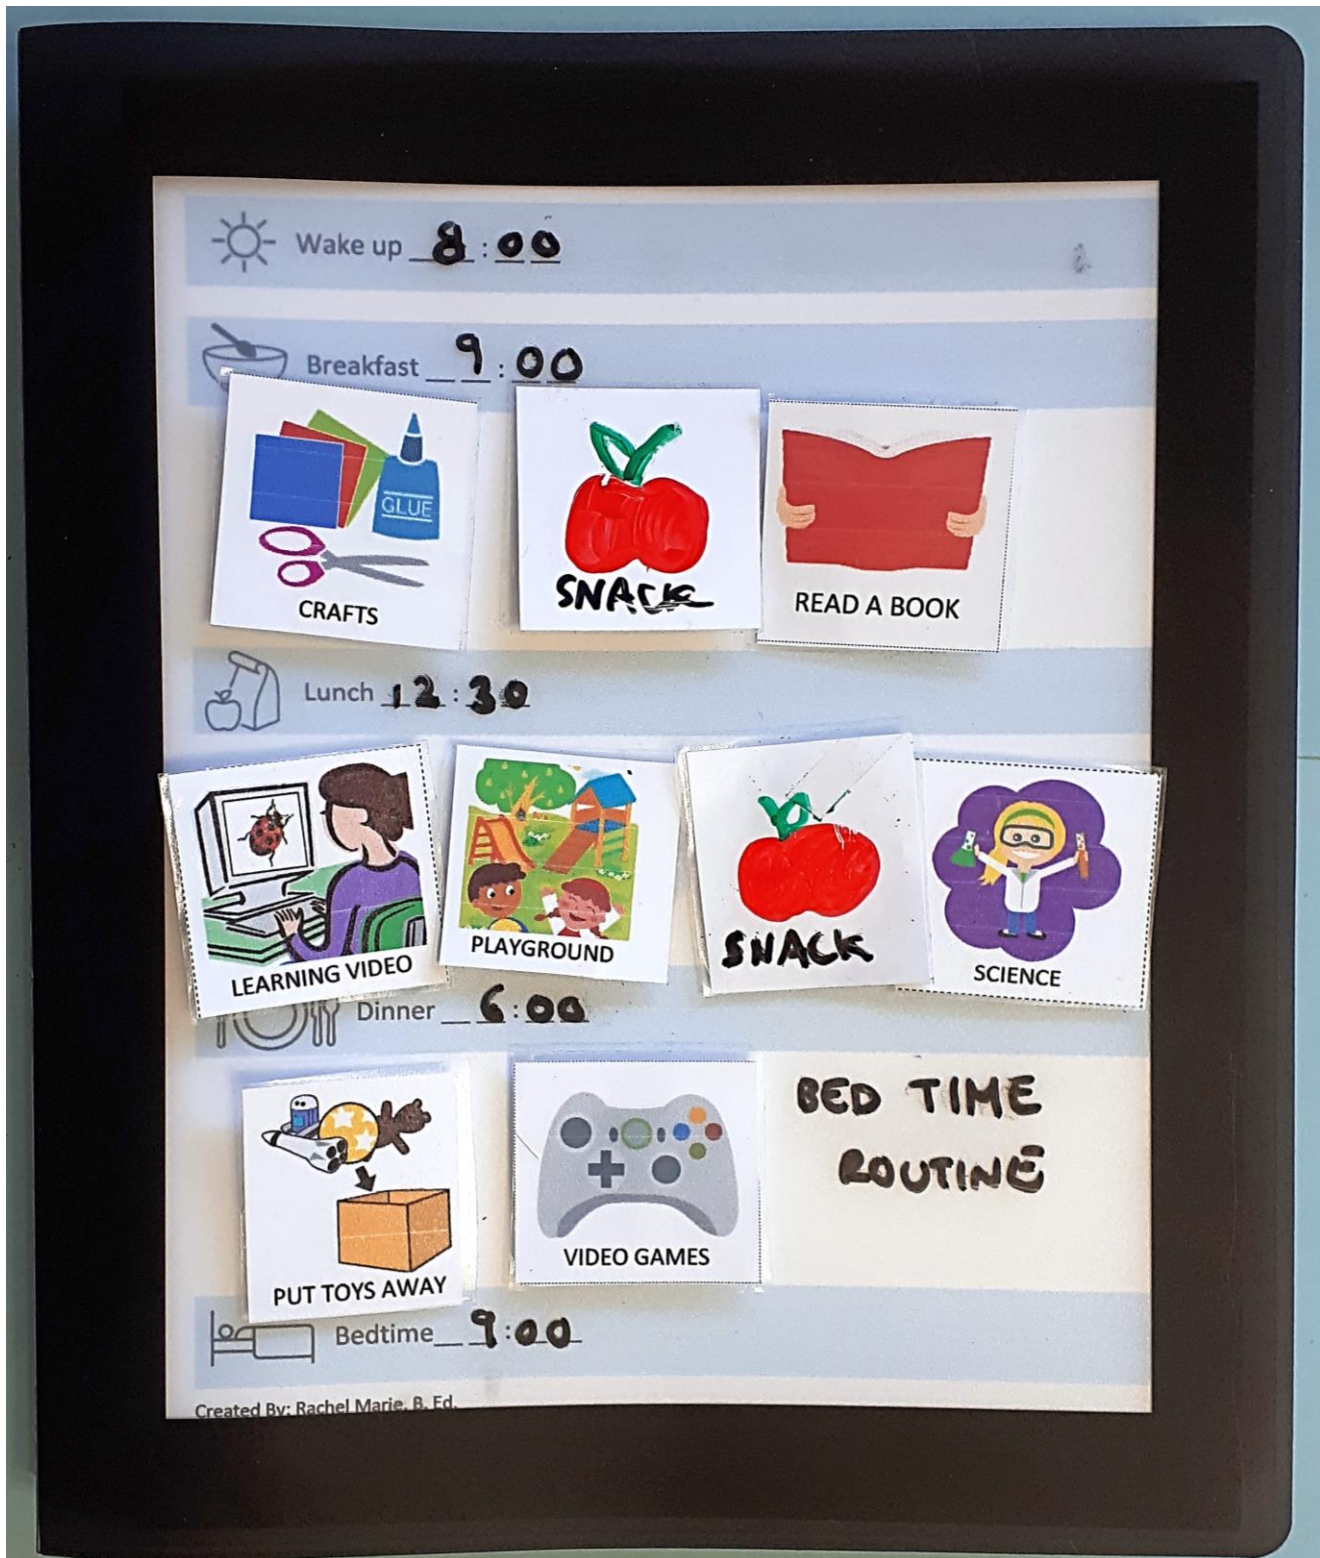 Wake up 8:00
Breakfast 9:00
GLUE
CRAFTS
SNACK
READ A BOOK
Lunch 12:30
LEARNING VIDEO
PLAYGROUND
SNACK
SCIENCE
Dinner 6:00
PUT TOYS AWAY
VIDEO GAMES
BED TIME
ROUTINE
Bedtime 9:00
Created By: Rachel Marie, B. Ed.